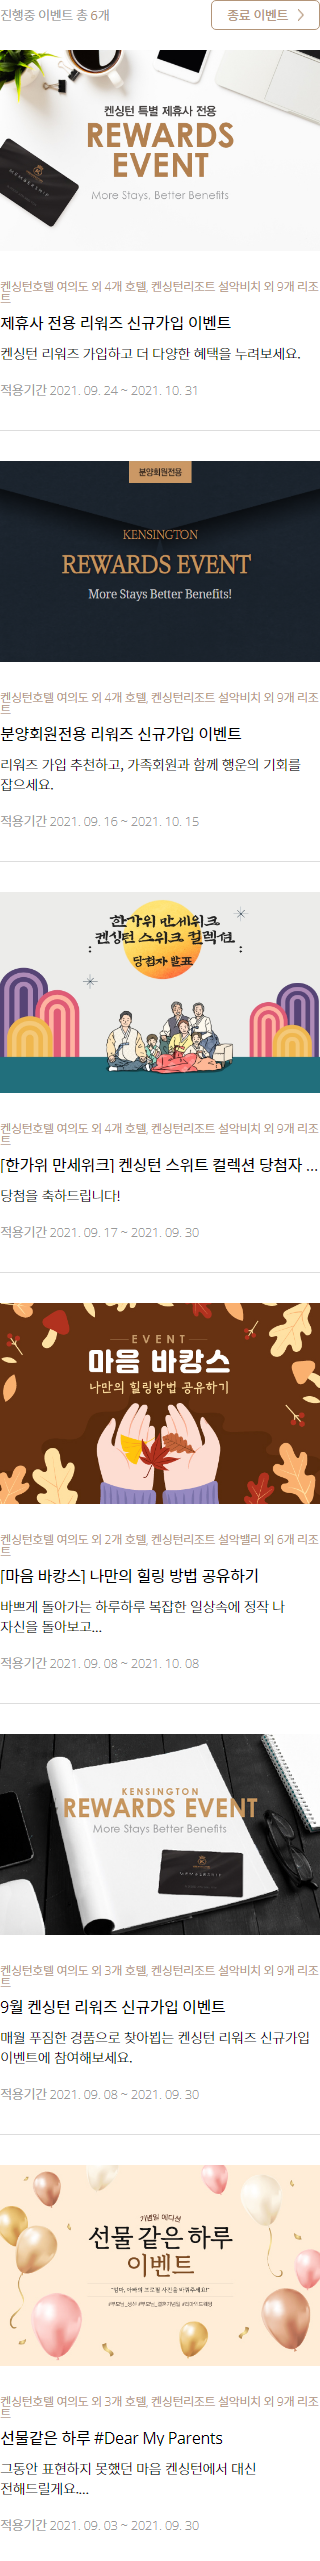 진행중 이벤트 총 6개
종료 이벤트
켄싱턴 특별 제휴사 전용
REWARDS
EVENT
More Stays, Better Benefits
MEMBERSHIP
켄싱턴호텔 여의도 외 4개 호텔, 켄싱턴리조트 설악비치 외 9개 리조
트
제휴사 전용 리워즈 신규가입 이벤트
켄싱턴 리워즈 가입하고 더 다양한 혜택을 누려보세요.
적용기간 2021. 09. 24 ~ 2021. 10. 31
분양회원전용
KENSINGTON
REWARDS EVENT
More Stays Better Benefits!
켄싱턴호텔 여의도 외 4개 호텔, 켄싱턴리조트 설악비치 외 9개 리조
트
분양회원전용 리워즈 신규가입 이벤트
리워즈 가입 추천하고, 가족회원과 함께 행운의 기회를
잡으세요.
적용기간 2021. 09. 16 ~ 2021. 10. 15
한가위 만세위크
켄싱턴 스위크 컬렉션
당첨자 발표
켄싱턴호텔 여의도 외 4개 호텔, 켄싱턴리조트 설악비치 외 9개 리조
트
[한가위 만세위크] 켄싱턴 스위트 컬렉션 당첨자 ...
당첨을 축하드립니다!
적용기간 2021. 09. 17 ~ 2021. 09. 30
EVENT
마음 바캉스
나만의 힐링방법 공유하기
켄싱턴호텔 여의도 외 2개 호텔, 켄싱턴리조트 설악밸리 외 6개 리조
트
[마음 바캉스] 나만의 힐링 방법 공유하기
바쁘게 돌아가는 하루하루 복잡한 일상속에 정작 나
자신을 돌아보고...
적용기간 2021. 09. 08 ~ 2021. 10. 08
KENSINGTON
REWARDS EVENT
More Stays Better Benefits
MEMBERSHIP
켄싱턴호텔 여의도 외 3개 호텔, 켄싱턴리조트 설악비치 외 9개 리조
트
9월 켄싱턴 리워즈 신규가입 이벤트
매월 푸짐한 경품으로 찾아뵙는 켄싱턴 리워즈 신규가입
이벤트에 참여해보세요.
적용기간 2021. 09. 08 ~ 2021. 09. 30
기념일 에디션
선물 같은 하루
이벤트
"엄마, 아빠의 프로필 사진을 바꿔주세요!"
켄싱턴호텔 여의도 외 3개 호텔, 켄싱턴리조트 설악비치 외 9개 리조
트
선물같은 하루 #Dear My Parents
그동안 표현하지 못했던 마음 켄싱턴에서 대신
전해드릴게요....
적용기간 2021. 09. 03 ~ 2021. 09. 30